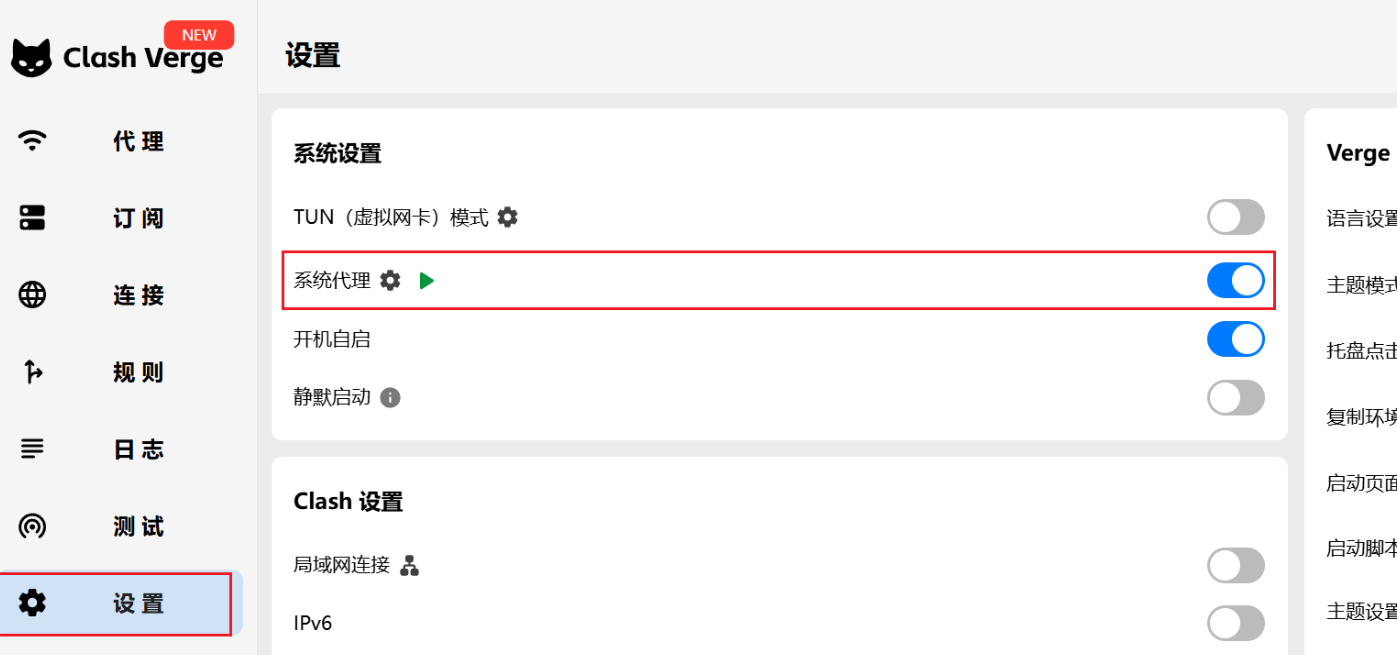 NEW
Clash Verge
代理
订阅
连接
规则
日志
测试
设置
设置
系统设置
TUN（虚拟网卡）模式
系统代理
开机自启
静默启动
Clash 设置
局域网连接
IPv6
Verge
语言设置
主题模式
托盘点击
复制环境
启动页面
启动脚本
主题设置